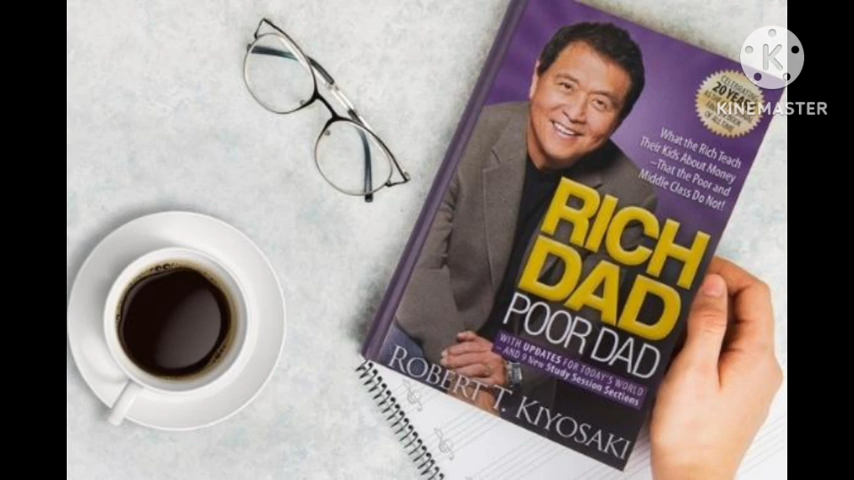 K
KINEMASTER
CELEBRATING
20 YEARS
What the Rich Teach
Their Kids About Money
—That the Poor and
Middle Class Do Not!
RICH
DAD
POOR DAD
WITH UPDATES FOR TODAY'S WORLD
— AND 9 New Study Session Sections
ROBERT T. KIYOSAKI